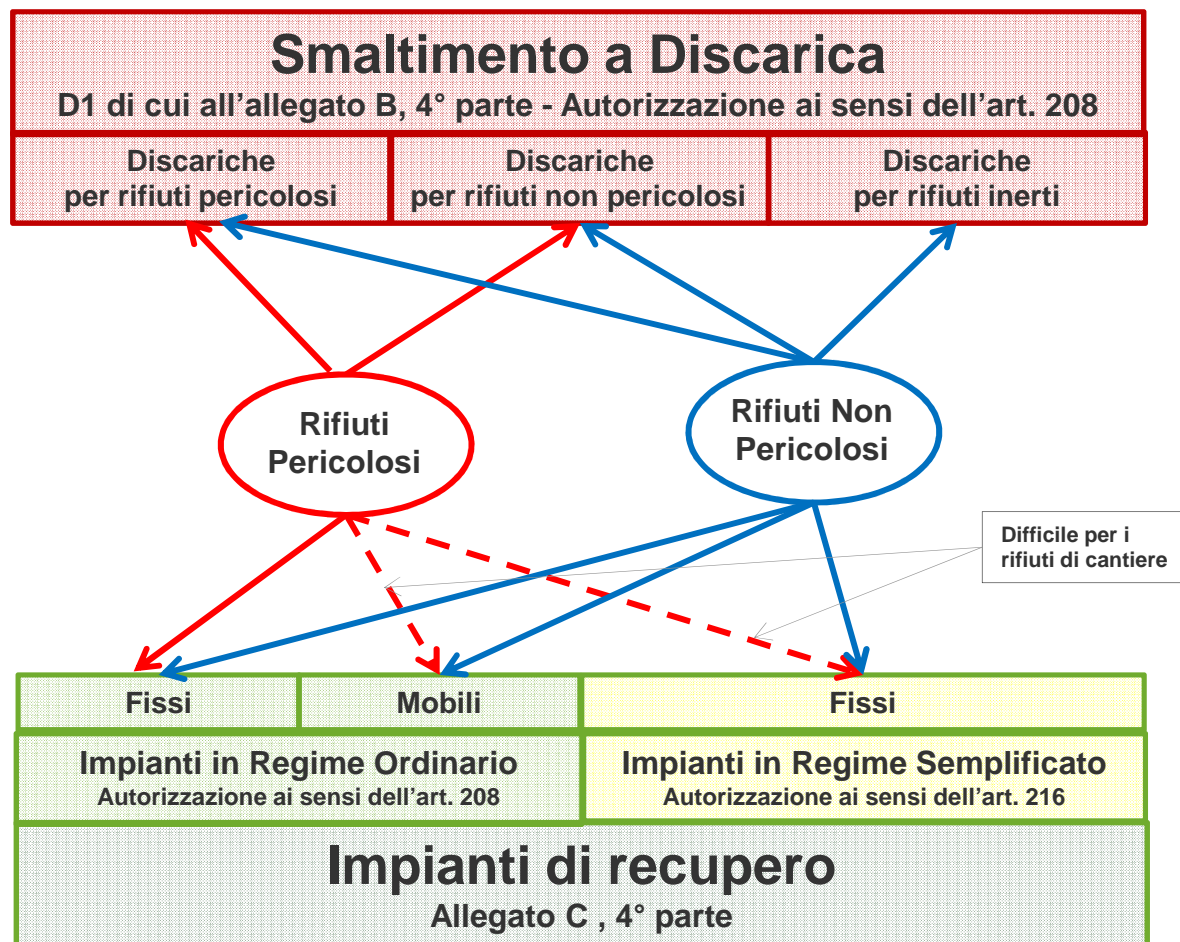 Smaltimento a Discarica
D1 di cui all'allegato B, 4° parte - Autorizzazione ai sensi dell'art. 208
Discariche
per rifiuti pericolosi
Discariche
per rifiuti non pericolosi
Discariche
per rifiuti inerti
Rifiuti
Pericolosi
Rifiuti Non
Pericolosi
Difficile per i
rifiuti di cantiere
Fissi
Mobili
Fissi
Impianti in Regime Ordinario
Autorizzazione ai sensi dell'art. 208
Impianti in Regime Semplificato
Autorizzazione ai sensi dell'art. 216
Impianti di recupero
Allegato C , 4° parte